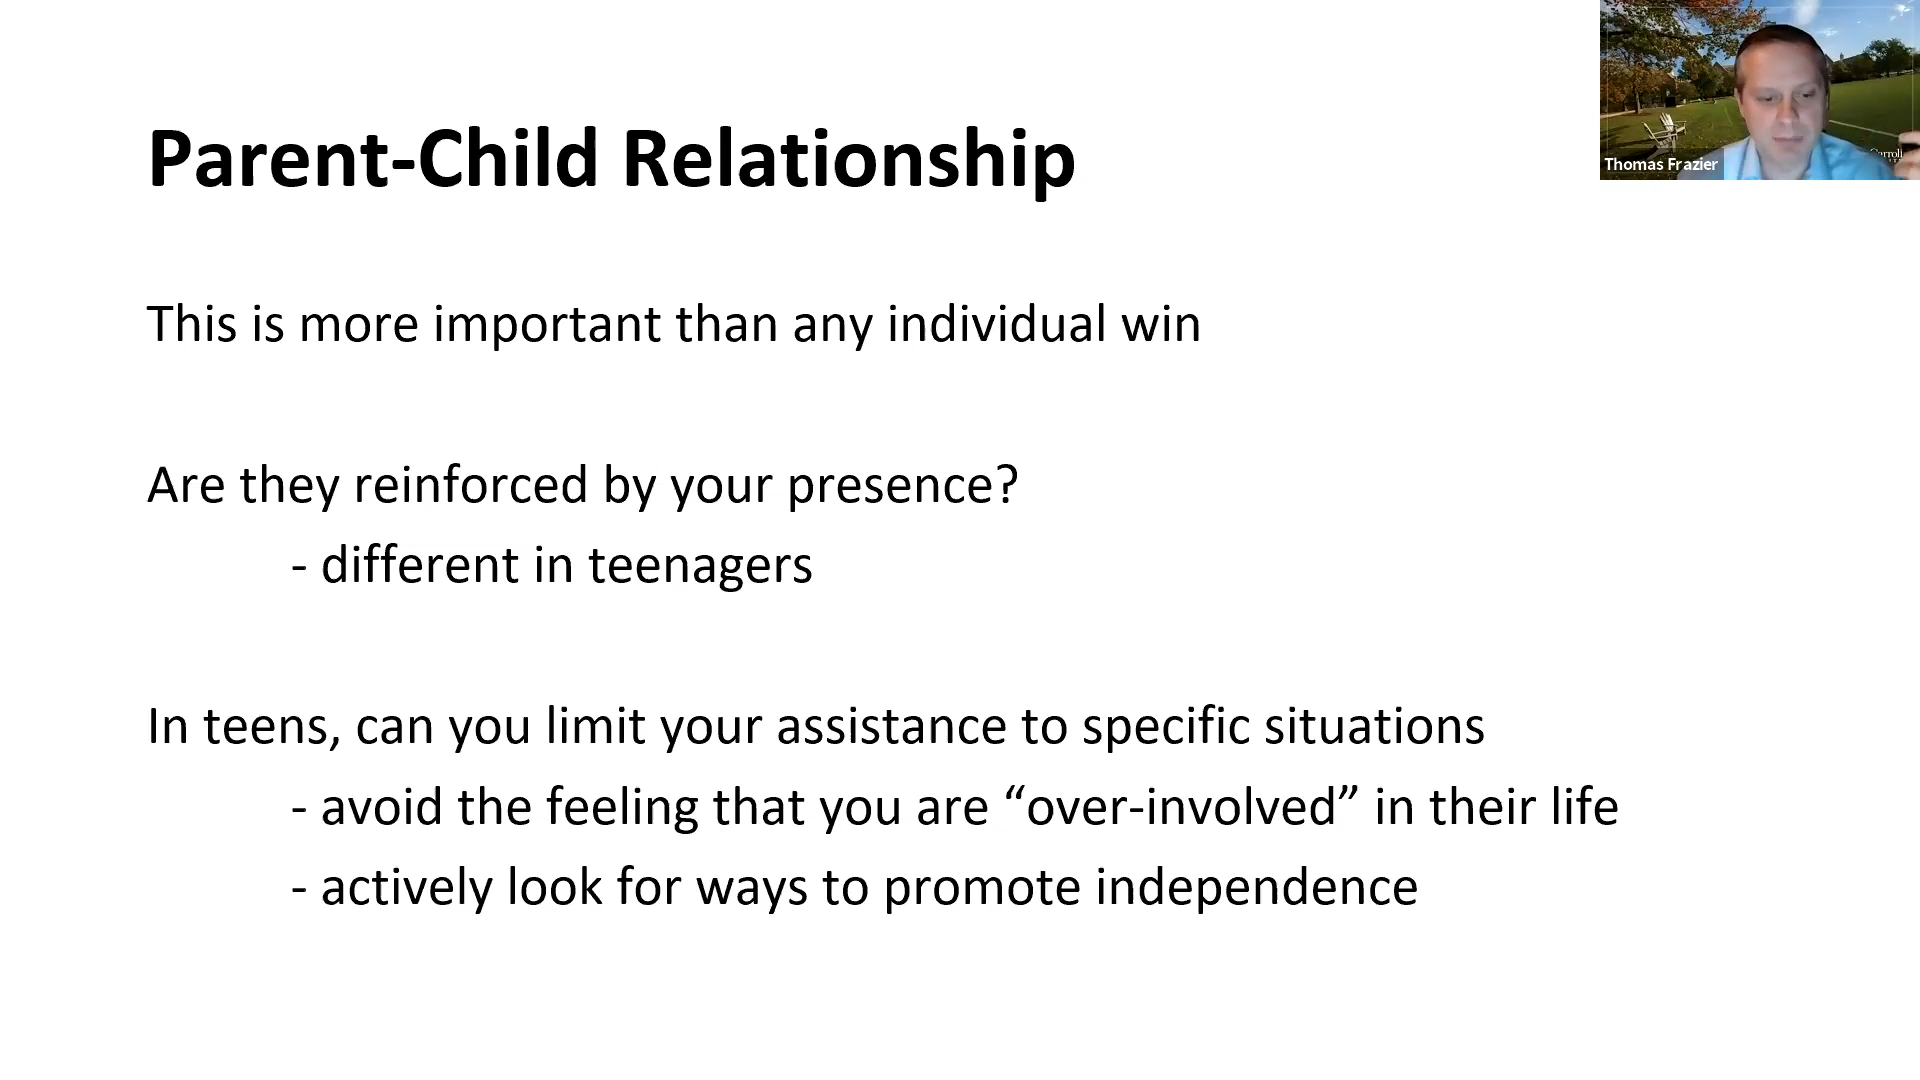 Parent-Child Relationship
This is more important than any individual win
Are they reinforced by your presence?
- different in teenagers
In teens, can you limit your assistance to specific situations
- avoid the feeling that you are “over-involved” in their life
- actively look for ways to promote independence
Thomas Frazier